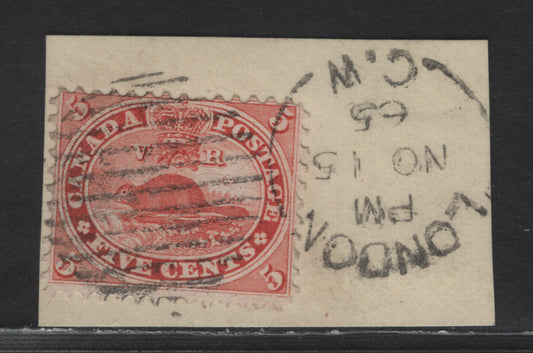 CANADA POSTAGE
V R
FIVE CENTS
5 5
5 5
LONDON
PM
NO 15
65
C.W